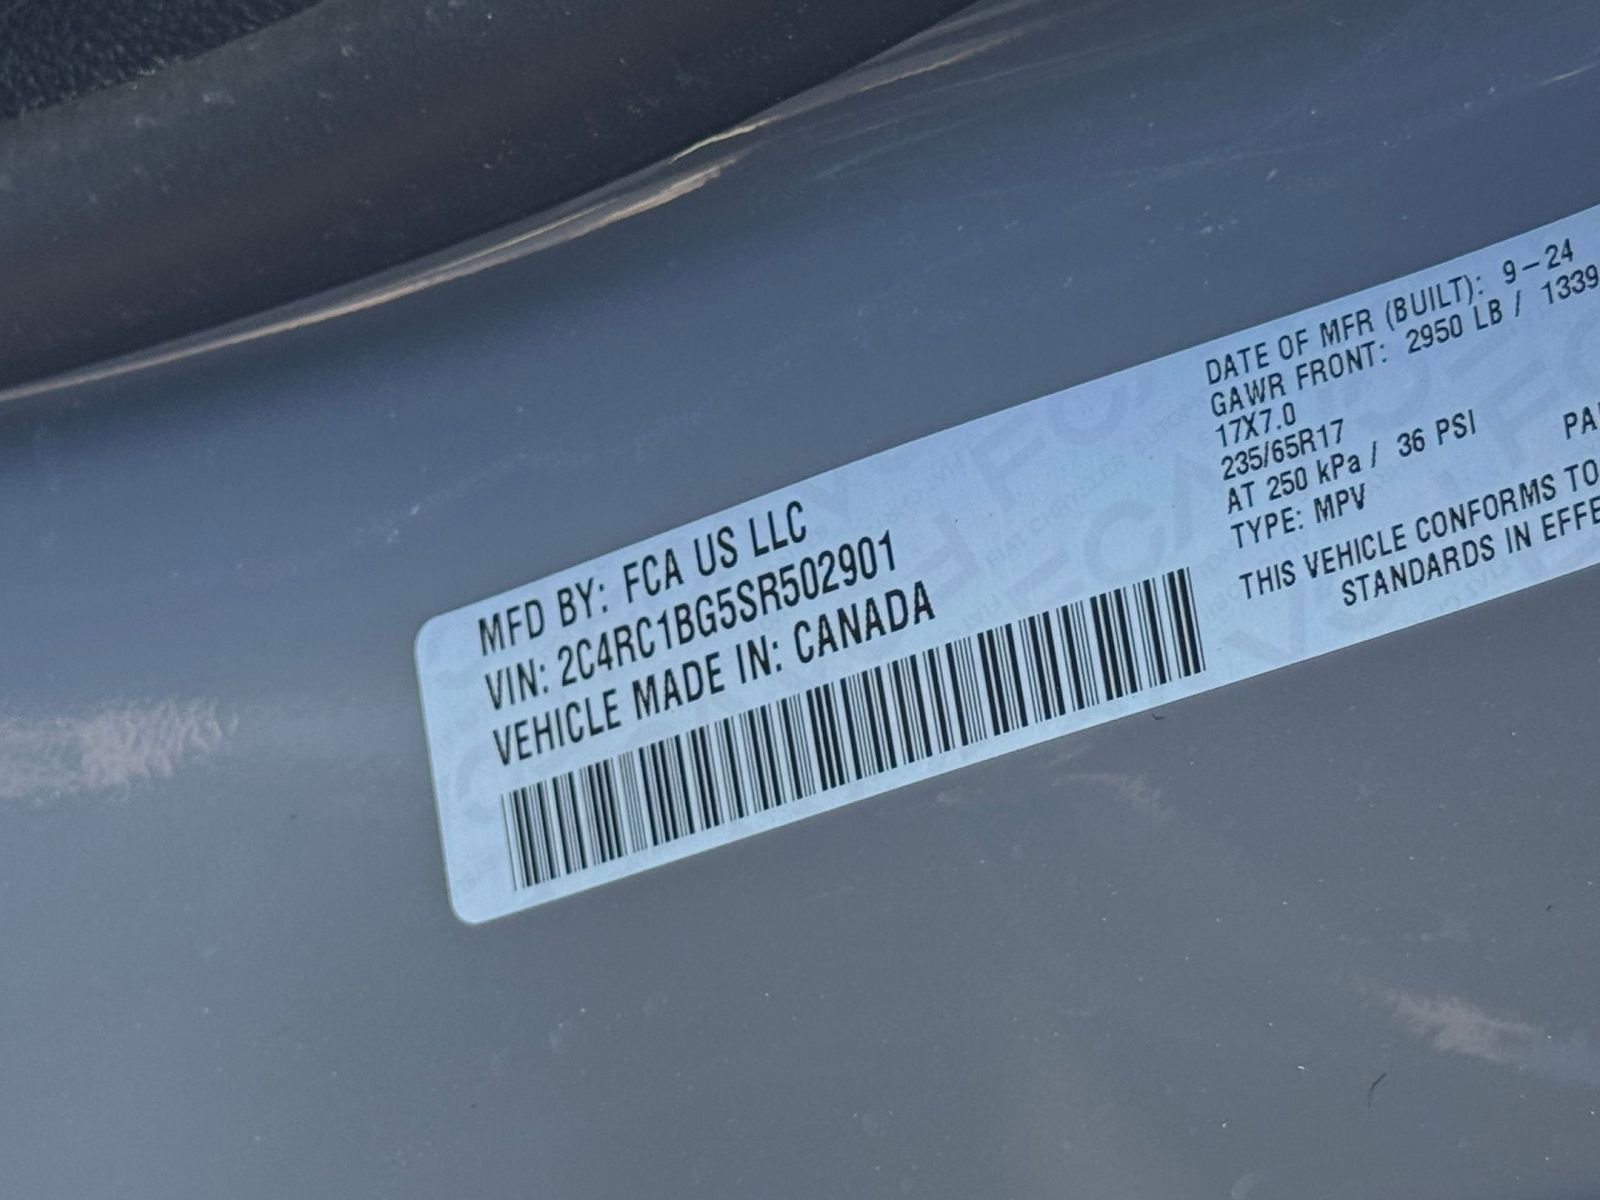 MFD BY: FCA US LLC
VIN: 2C4RC1BG5SR502901
VEHICLE MADE IN: CANADA
DATE OF MFR (BUILT): 9-24
GAWR FRONT: 2950 LB / 1339
17X7.0
235/65R17
AT 250 kPa / 36 PSI
TYPE: MPV
THIS VEHICLE CONFORMS TO
STANDARDS IN